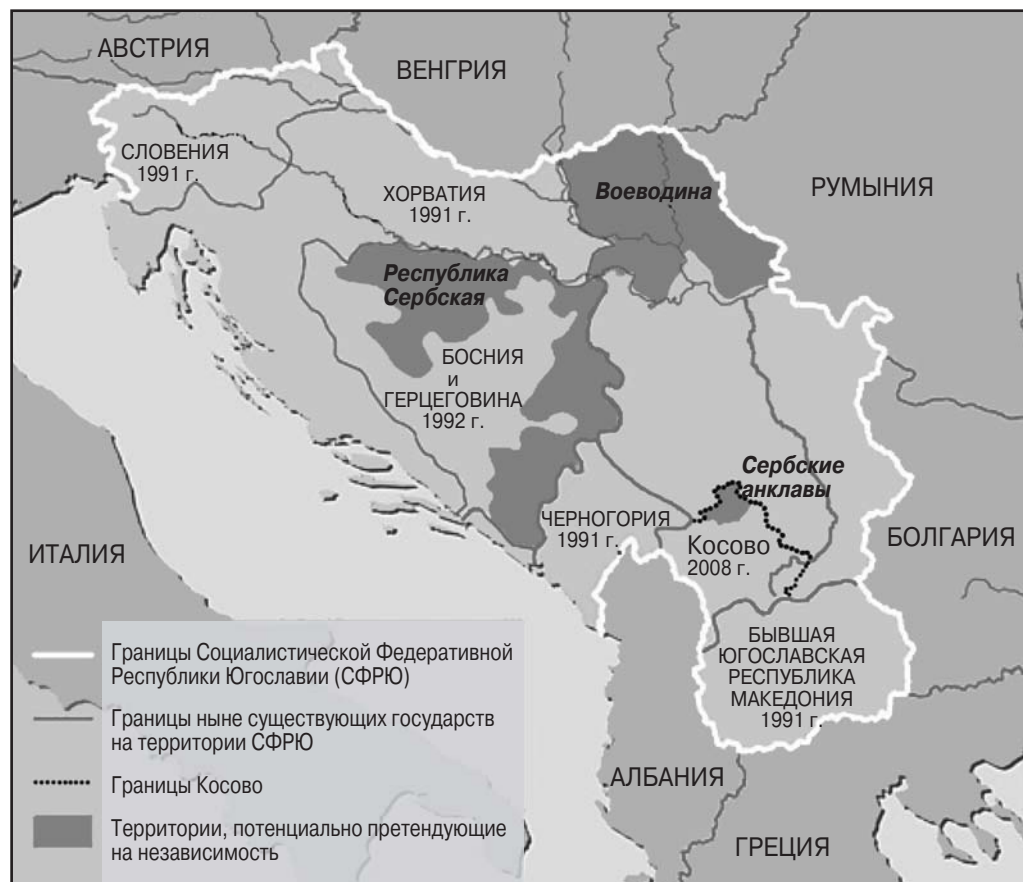 АВСТРИЯ
ВЕНГРИЯ
СЛОВЕНИЯ
1991 г.
ХОРВАТИЯ
1991 г.
Воеводина
РУМЫНИЯ
Республика
Сербская
БОСНИЯ
и
ГЕРЦЕГОВИНА
1992 г.
Сербские
анклавы
ЧЕРНОГОРИЯ
1991 г.
Косово
2008 г.
БОЛГАРИЯ
ИТАЛИЯ
БЫВШАЯ
ЮГОСЛАВСКАЯ
РЕСПУБЛИКА
МАКЕДОНИЯ
1991 г.
АЛБАНИЯ
ГРЕЦИЯ
Границы Социалистической Федеративной
Республики Югославии (СФРЮ)
Границы ныне существующих государств
на территории СФРЮ
Границы Косово
Территории, потенциально претендующие
на независимость